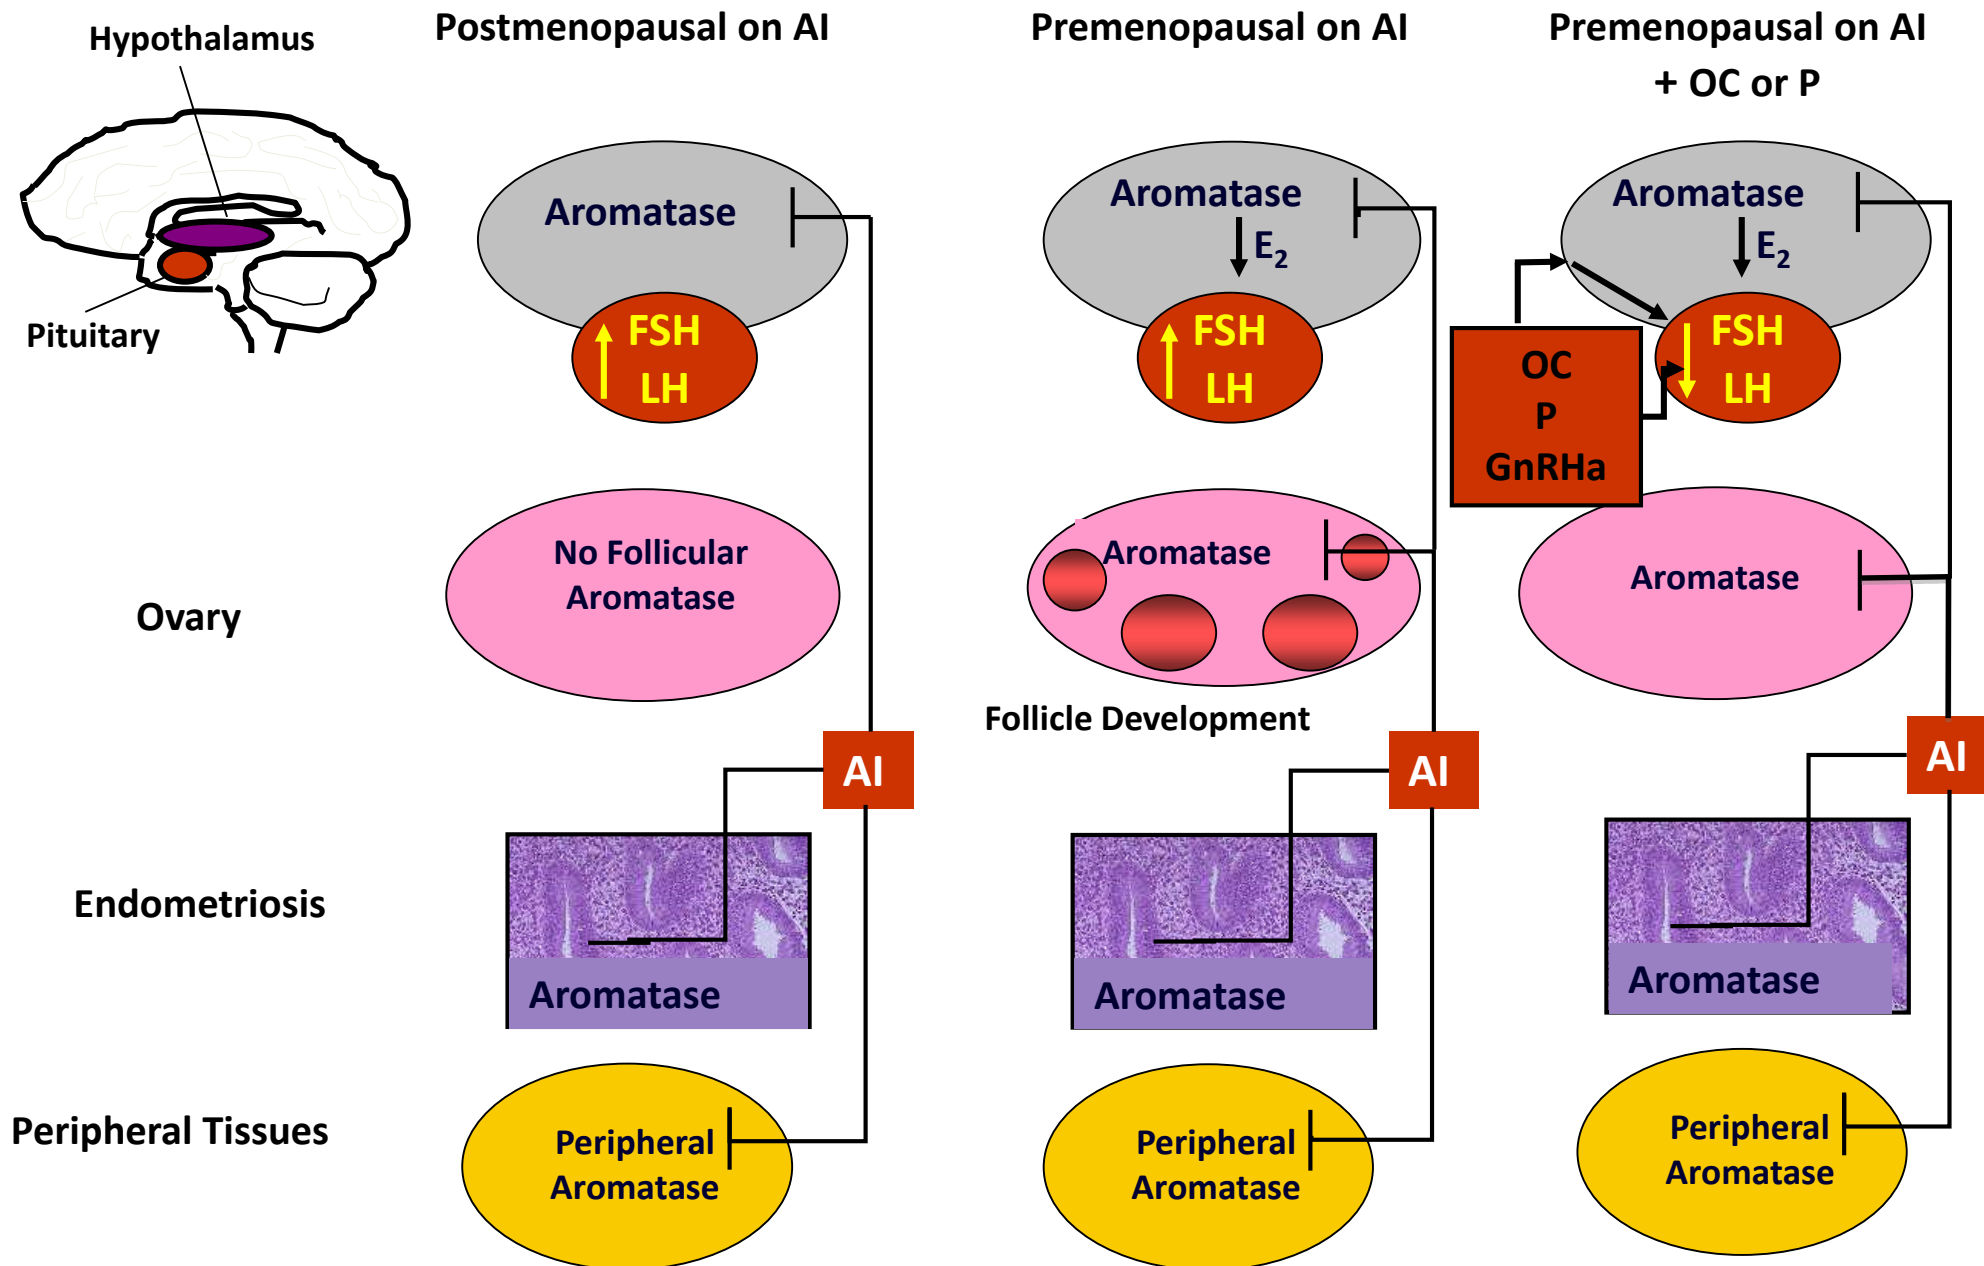 Hypothalamus
Pituitary
Postmenopausal on AI
Premenopausal on AI
Premenopausal on AI
+ OC or P
Aromatase
FSH
LH
Aromatase
E₂
FSH
LH
Aromatase
E₂
FSH
LH
OC
P
GnRHa
Ovary
No Follicular
Aromatase
Aromatase
Follicle Development
Aromatase
AI
AI
AI
Endometriosis
Aromatase
Aromatase
Aromatase
Peripheral Tissues
Peripheral
Aromatase
Peripheral
Aromatase
Peripheral
Aromatase